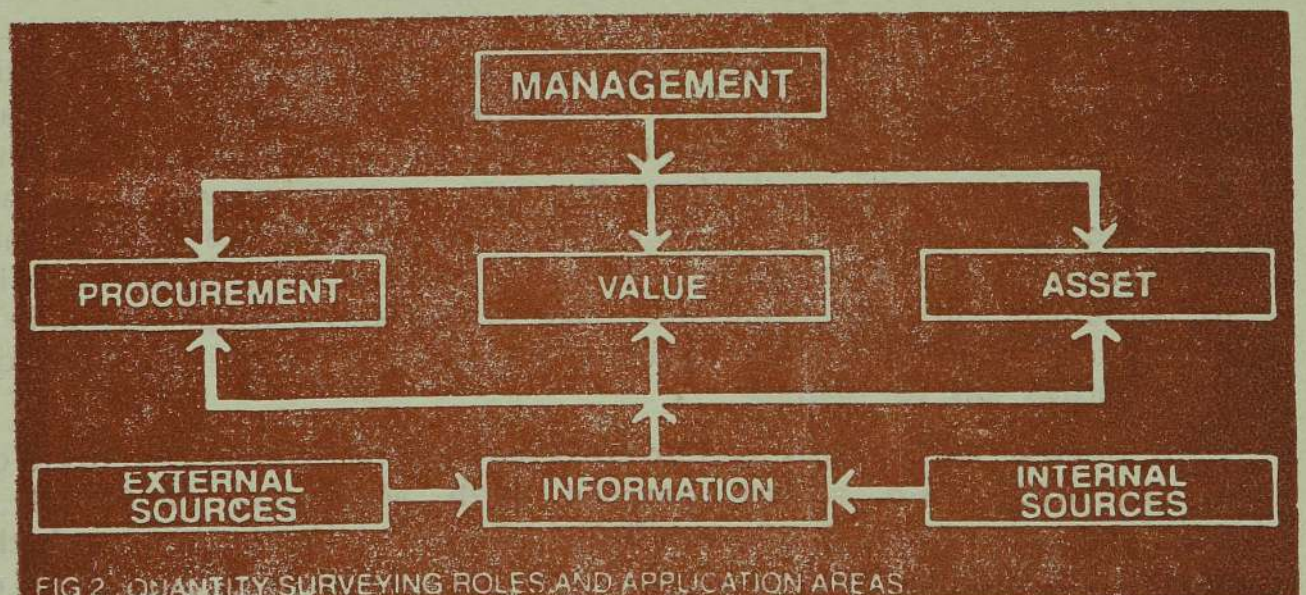 MANAGEMENT
PROCUREMENT
VALUE
ASSET
EXTERNAL
SOURCES
INFORMATION
INTERNAL
SOURCES
FIG 2 QUANTITY SURVEYING ROLES AND APPLICATION AREAS